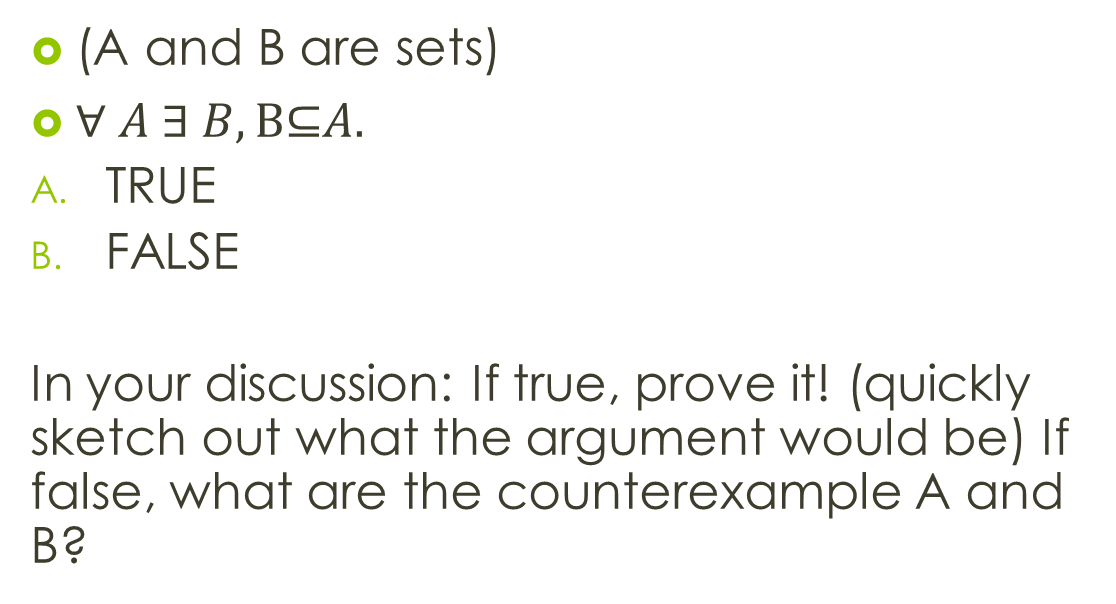 (A and B are sets)
∀ A ∃ B, B⊆A.
A. TRUE
B. FALSE
In your discussion: If true, prove it! (quickly
sketch out what the argument would be) If
false, what are the counterexample A and
B?